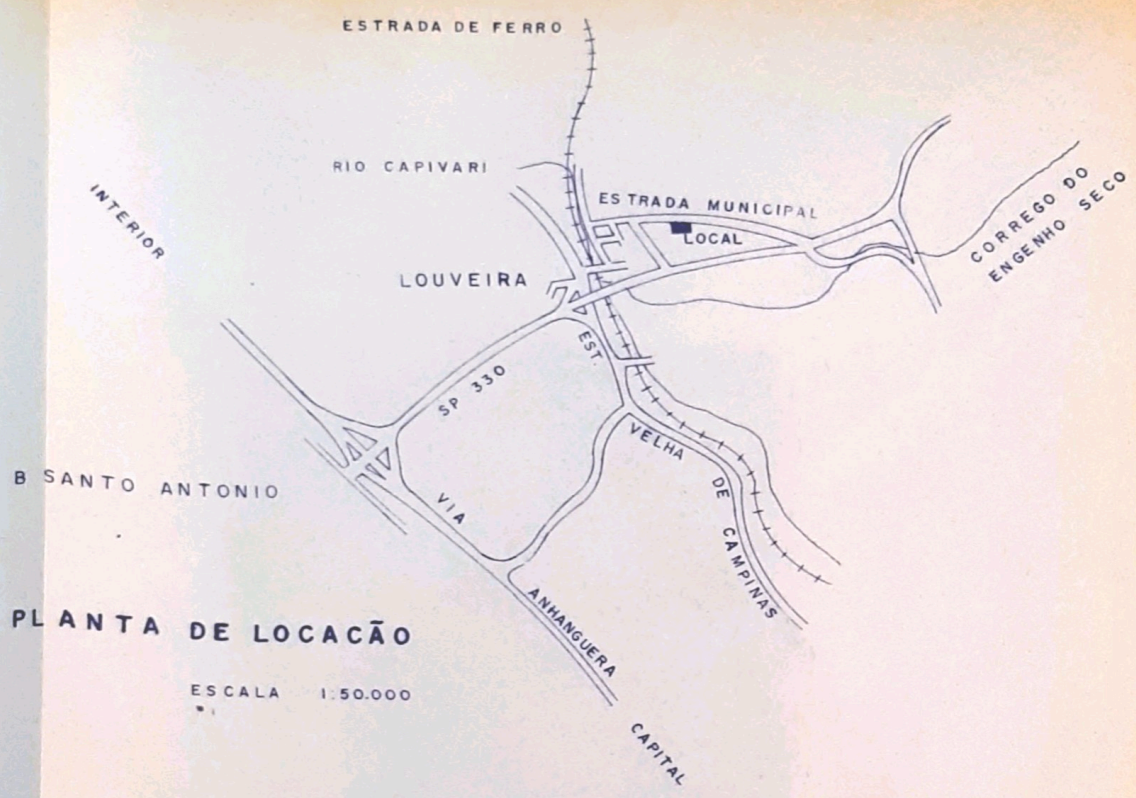 ESTRADA DE FERRO
RIO CAPIVARI
INTERIOR
ESTRADA MUNICIPAL
LOCAL
CORREGO DO
ENGENHO SECO
LOUVEIRA
EST.
VELHA
DE
CAMPINAS
SP 330
B SANTO ANTONIO
VIA
ANHANGUERA
PLANTA DE LOCACÃO
ESCALA 1:50.000
CAPITAL